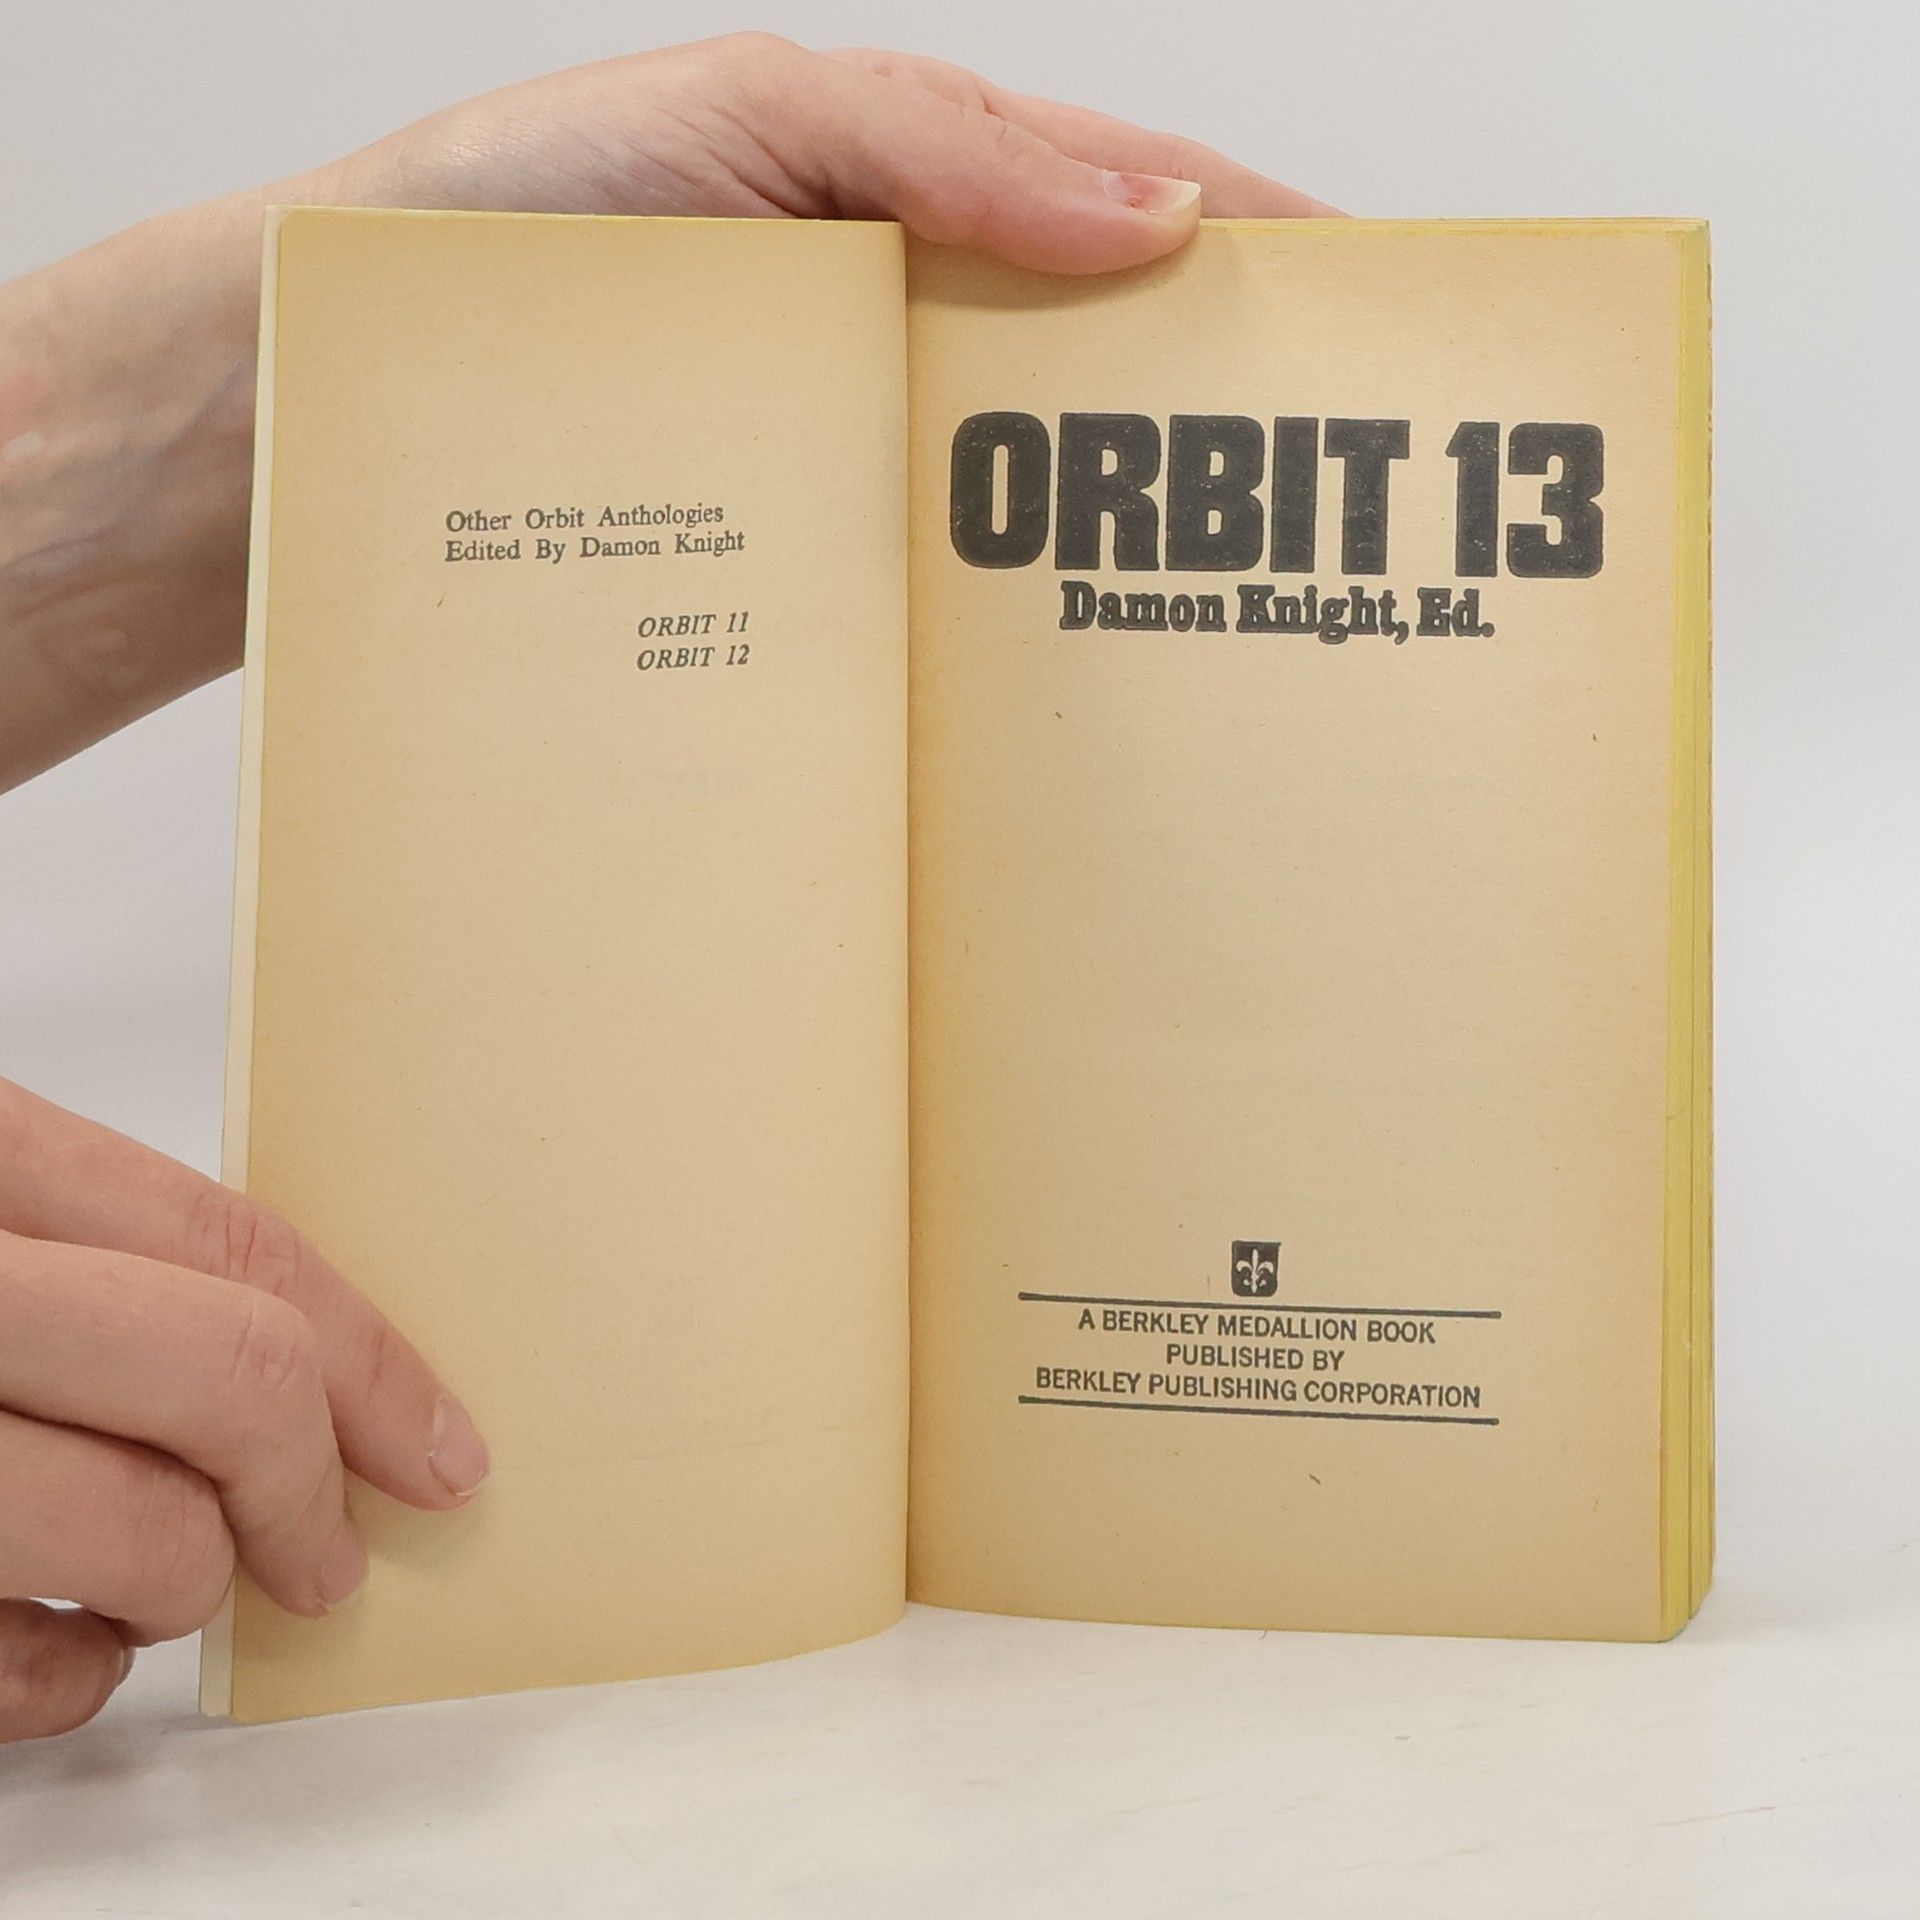 Other Orbit Anthologies
Edited By Damon Knight
ORBIT 11
ORBIT 12
ORBIT 13
Damon Knight, Ed.
A BERKLEY MEDALLION BOOK
PUBLISHED BY
BERKLEY PUBLISHING CORPORATION